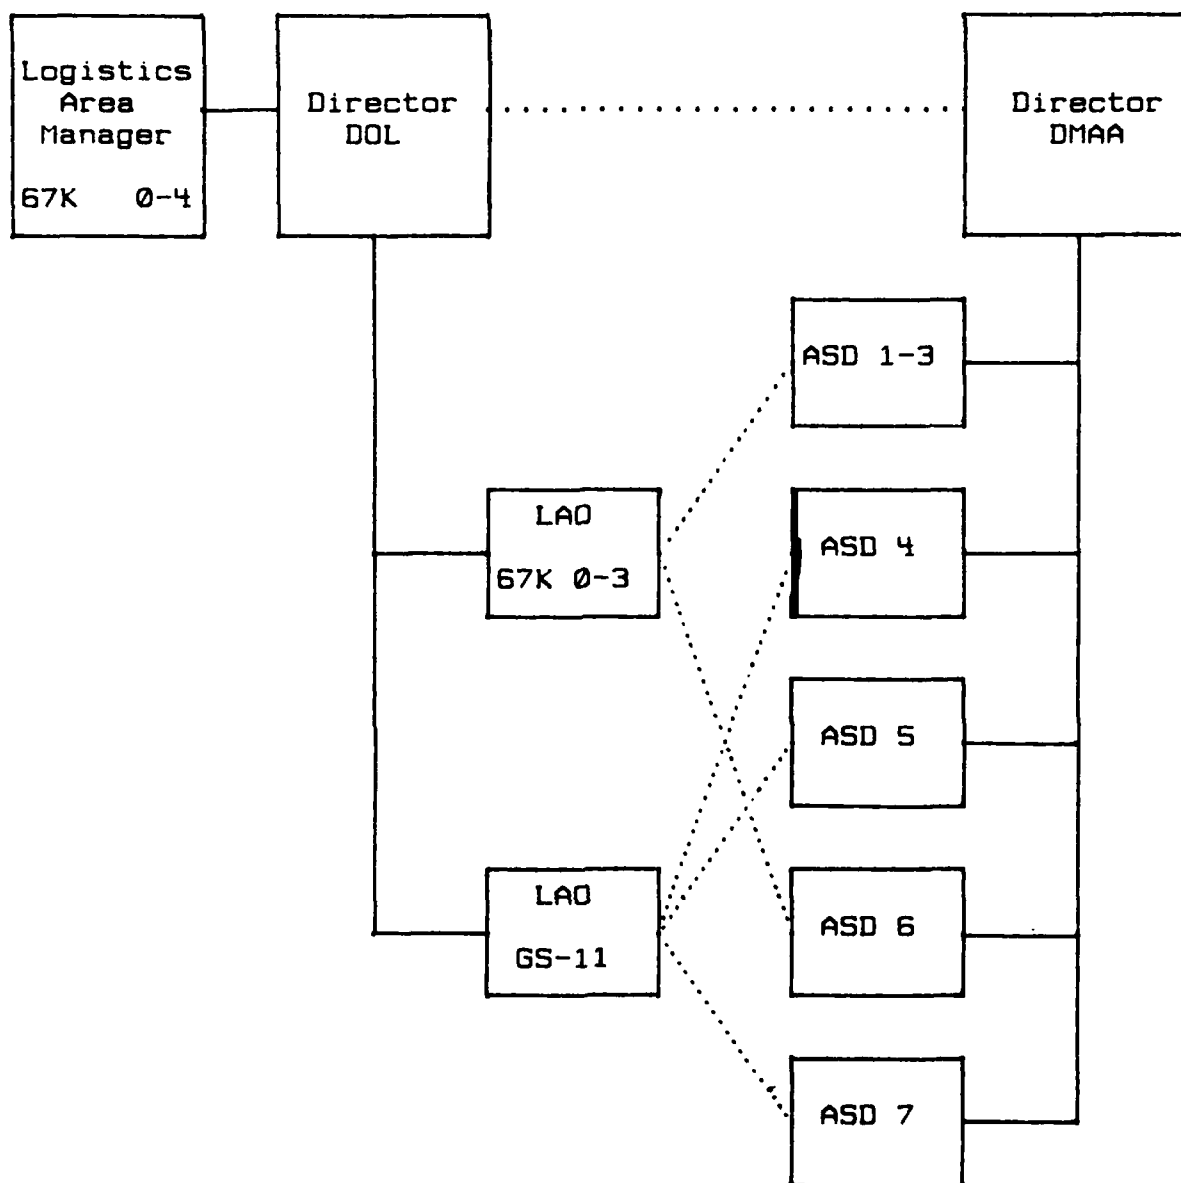 Logistics
Area
Manager
67K 0-4
Director
DOL
Director
DMAA
ASD 1-3
LAO
67K 0-3
ASD 4
ASD 5
LAO
GS-11
ASD 6
ASD 7